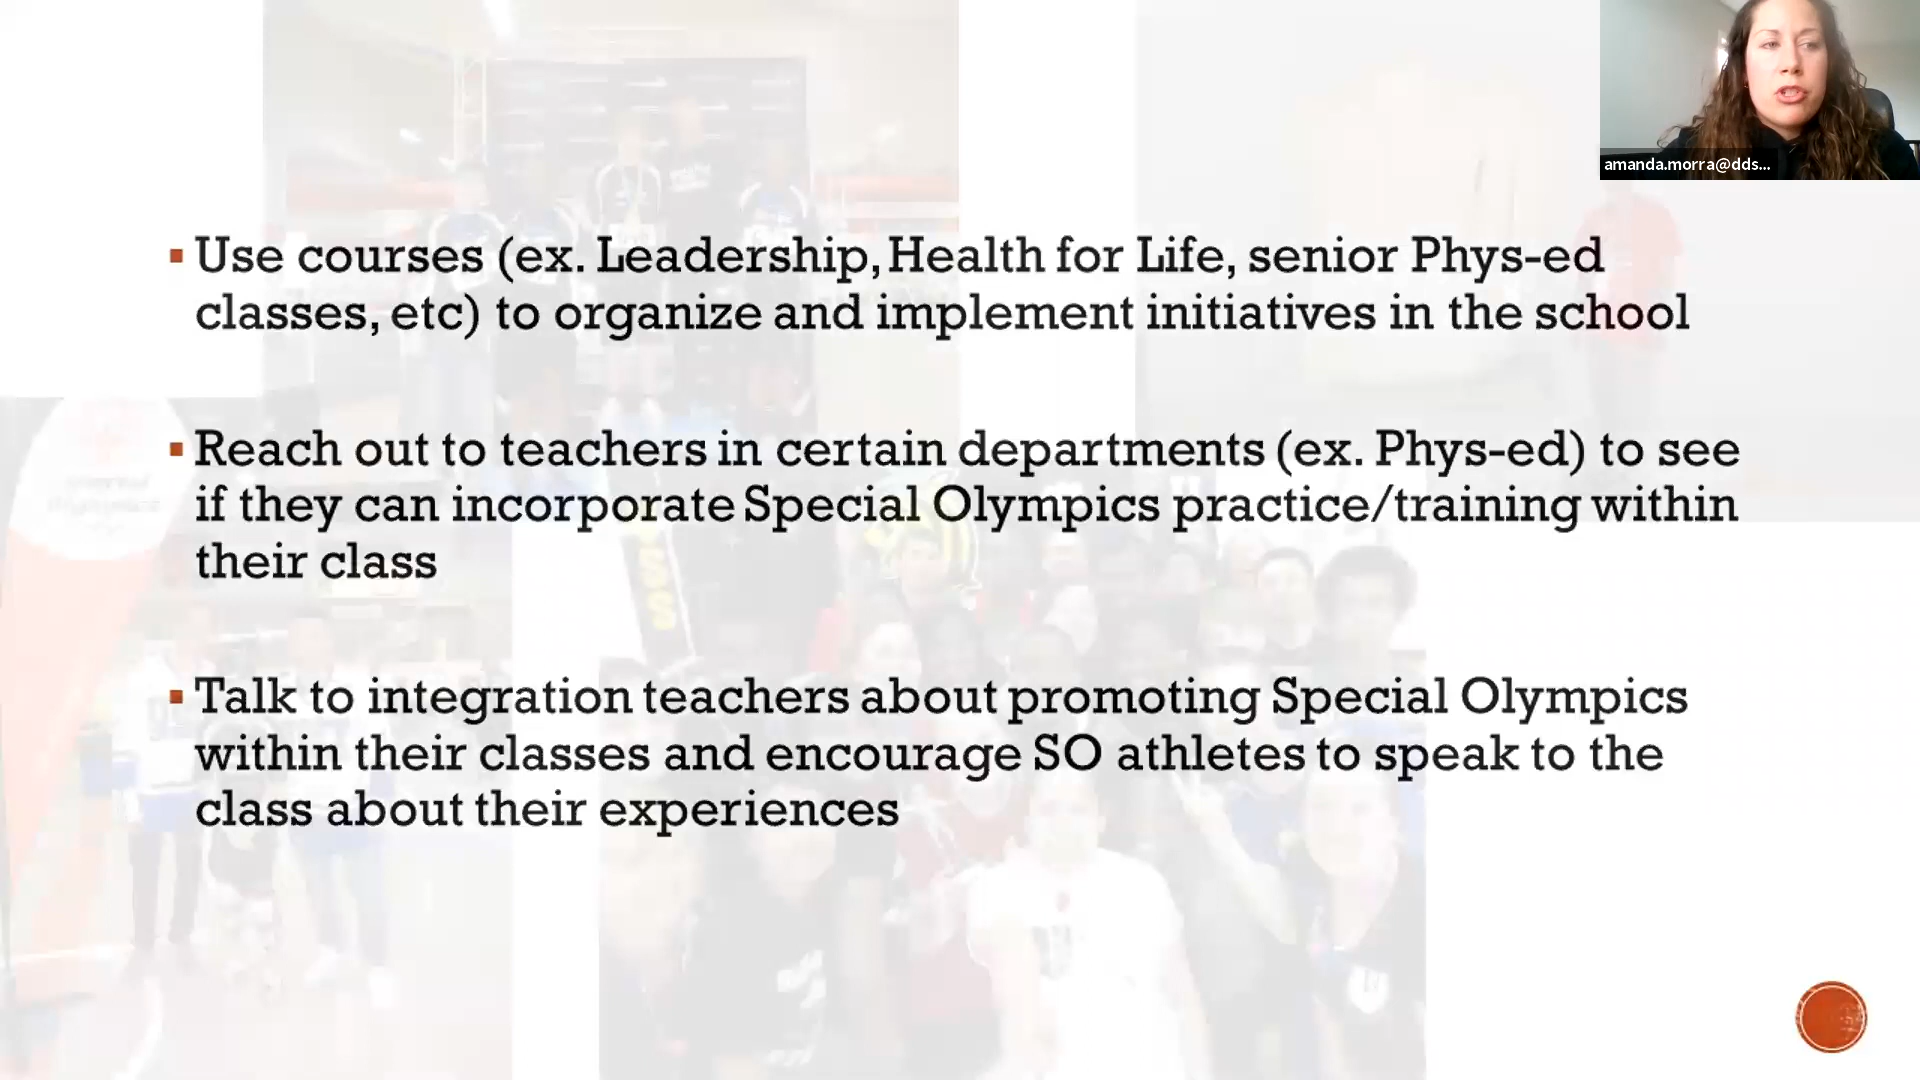 amanda.morra@dds...
Use courses (ex. Leadership, Health for Life, senior Phys-ed
classes, etc) to organize and implement initiatives in the school
Reach out to teachers in certain departments (ex. Phys-ed) to see
if they can incorporate Special Olympics practice/training within
their class
Talk to integration teachers about promoting Special Olympics
within their classes and encourage SO athletes to speak to the
class about their experiences